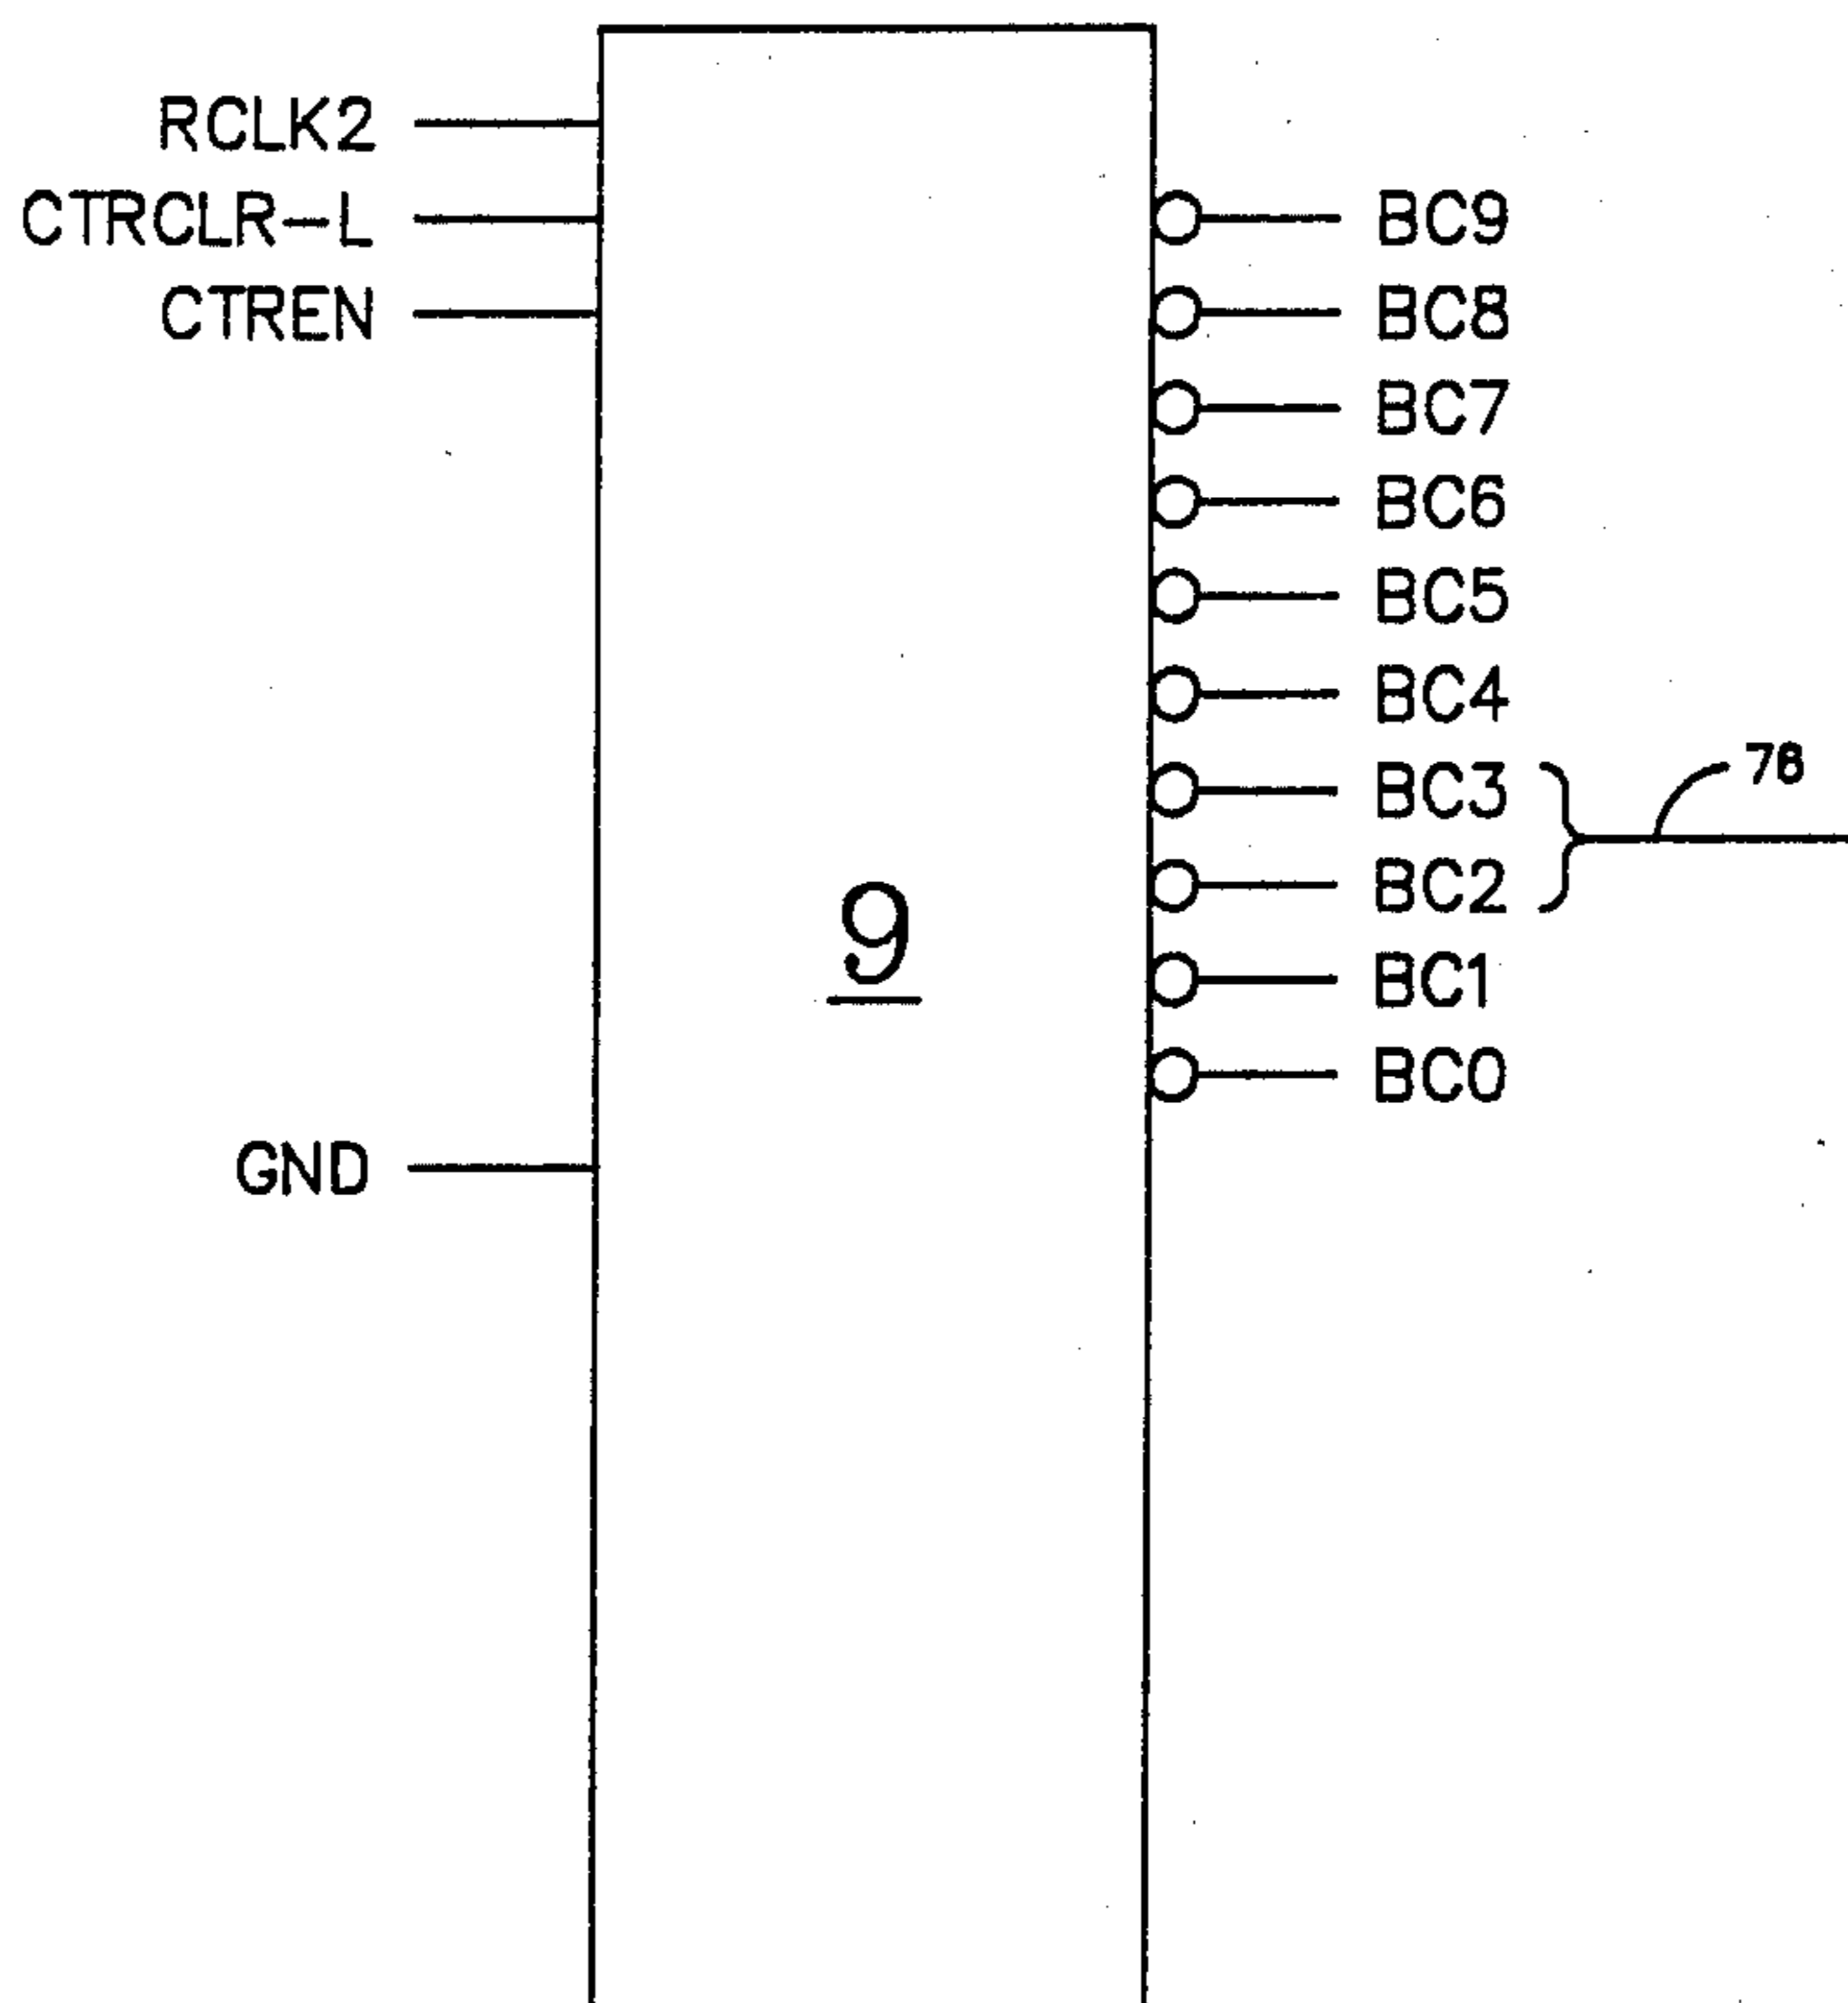 RCLK2
CTRCLR-L
CTREN
GND
9
BC9
BC8
BC7
BC6
BC5
BC4
BC3
BC2
BC1
BC0
78